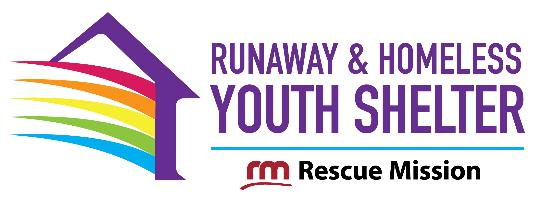 RUNAWAY & HOMELESS
YOUTH SHELTER
rm Rescue Mission